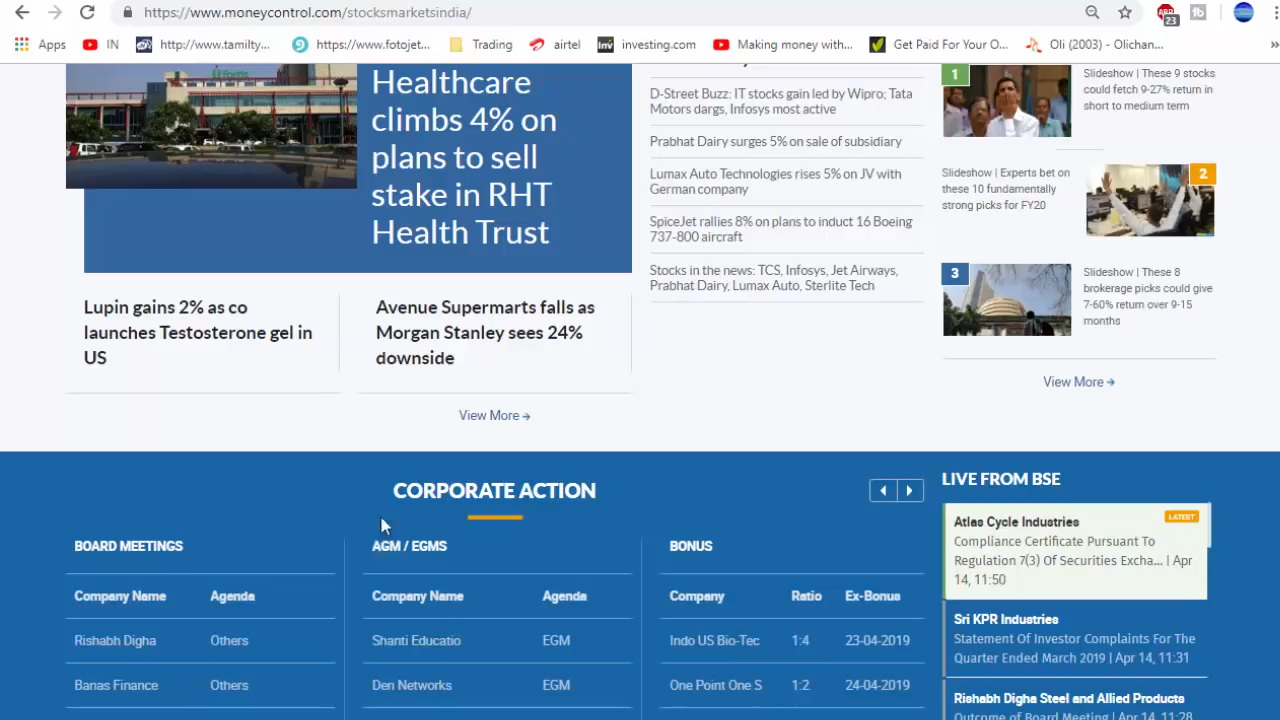 https://www.moneycontrol.com/stocksmarketsindia/
23
Apps
IN
http://www.tamilty...
https://www.fotojet...
Trading
airtel
Inv investing.com
Making money with...
Get Paid For Your O...
Oli (2003) - Olichan...
»
Healthcare
climbs 4% on
plans to sell
stake in RHT
Health Trust
Lupin gains 2% as co
launches Testosterone gel in
US
Avenue Supermarts falls as
Morgan Stanley sees 24%
downside
View More →
D-Street Buzz: IT stocks gain led by Wipro; Tata
Motors dargs, Infosys most active
Prabhat Dairy surges 5% on sale of subsidiary
Lumax Auto Technologies rises 5% on JV with
German company
SpiceJet rallies 8% on plans to induct 16 Boeing
737-800 aircraft
Stocks in the news: TCS, Infosys, Jet Airways,
Prabhat Dairy, Lumax Auto, Sterlite Tech
1
Slideshow | These 9 stocks
could fetch 9-27% return in
short to medium term
Slideshow | Experts bet on
these 10 fundamentally
strong picks for FY20
2
3
Slideshow | These 8
brokerage picks could give
7-60% return over 9-15
months
View More →
CORPORATE ACTION
BOARD MEETINGS
Company Name Agenda
Rishabh Digha Others
Banas Finance Others
AGM / EGMS
Company Name Agenda
Shanti Educatio EGM
Den Networks EGM
BONUS
Company Ratio Ex-Bonus
Indo US Bio-Tec 1:4 23-04-2019
One Point One S 1:2 24-04-2019
LIVE FROM BSE
Atlas Cycle Industries LATEST
Compliance Certificate Pursuant To
Regulation 7(3) Of Securities Excha... | Apr
14, 11:50
Sri KPR Industries
Statement Of Investor Complaints For The
Quarter Ended March 2019 | Apr 14, 11:31
Rishabh Digha Steel and Allied Products
Outcome of Board Meeting | Apr 14, 11:28